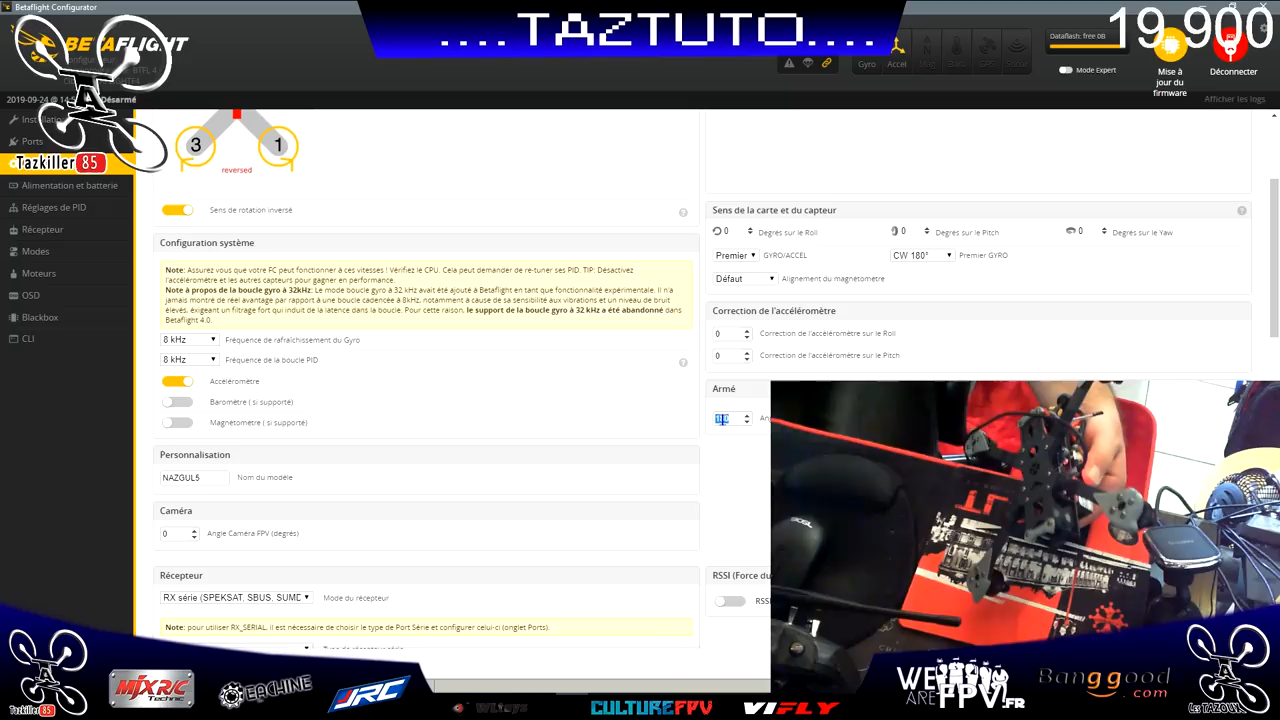 Betaflight Configurator
....TAZTUTO....
19.900
BETAFLIGHT
2019-09-24 @ 14
Désarmé
Gyro
Accel
Dataflash: free
Mode Expert
Mise à
jour du
firmware
Déconnecter
Afficher les logs
Ports
Tazkiller 85
Alimentation et batterie
Réglages de PID
Récepteur
Modes
Moteurs
OSD
Blackbox
CLI
3
1
reversed
Sens de rotation inversé
Configuration système
Note: Assurez vous que votre FC peut fonctionner à ces vitesses ! Vérifiez le CPU. Cela peut demander de re-tuner ses PID. TIP: Désactivez
l'accéléromètre et les autres capteurs pour gagner en performance.
Note à propos de la boucle gyro à 32kHz: Le mode boucle gyro à 32 kHz avait été ajouté à Betaflight en tant que fonctionalité expérimentale. Il n'a
jamais montré de réel avantage par rapport à une boucle cadencée à 8kHz, notamment à cause de sa sensibilité aux vibrations et un niveau de bruit
élevés, exigeant un filtrage fort qui induit de la latence dans la boucle. Pour cette raison, le support de la boucle gyro à 32 kHz a été abandonné dans
Betaflight 4.0.
8 kHz Fréquence de rafraîchissement du Gyro
8 kHz Fréquence de la boucle PID
Accéléromètre
Baromètre ( si supporté)
Magnétomètre ( si supporté)
Personnalisation
NAZGUL5 Nom du modèle
Caméra
0 Angle Caméra FPV (degrés)
Récepteur
RX série (SPEKSAT, SBUS, SUMD Mode du récepteur
Note: pour utiliser RX_SERIAL, il est nécessaire de choisir le type de Port Série et configurer celui-ci (onglet Ports).
Sens de la carte et du capteur
0 Degrés sur le Roll
0 Degrés sur le Pitch
0 Degrés sur le Yaw
Premier GYRO/ACCEL
CW 180° Premier GYRO
Défaut Alignement du magnétomètre
Correction de l'accéléromètre
0 Correction de l'accéléromètre sur le Roll
0 Correction de l'accéléromètre sur le Pitch
Armé
RSSI (Force du
RSSI
Tazkiller 85
MIXRC
Technic
EACHINE
JJRC
WLtoys
CULTUREFPV
VIFLY
WE ARE FPV.FR
Banggood
.com
LES TAZOUX